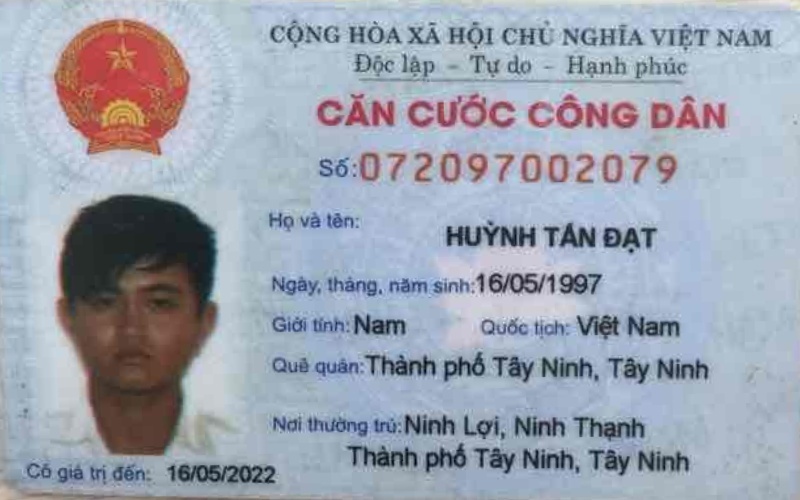 CỘNG HÒA XÃ HỘI CHỦ NGHĨA VIỆT NAM
Độc lập - Tự do - Hạnh phúc
CĂN CƯỚC CÔNG DÂN
Số: 072097002079
Họ và tên: HUỲNH TẤN ĐẠT
Ngày, tháng, năm sinh: 16/05/1997
Giới tính: Nam Quốc tịch: Việt Nam
Quê quán: Thành phố Tây Ninh, Tây Ninh
Nơi thường trú: Ninh Lợi, Ninh Thạnh
Thành phố Tây Ninh, Tây Ninh
Có giá trị đến: 16/05/2022